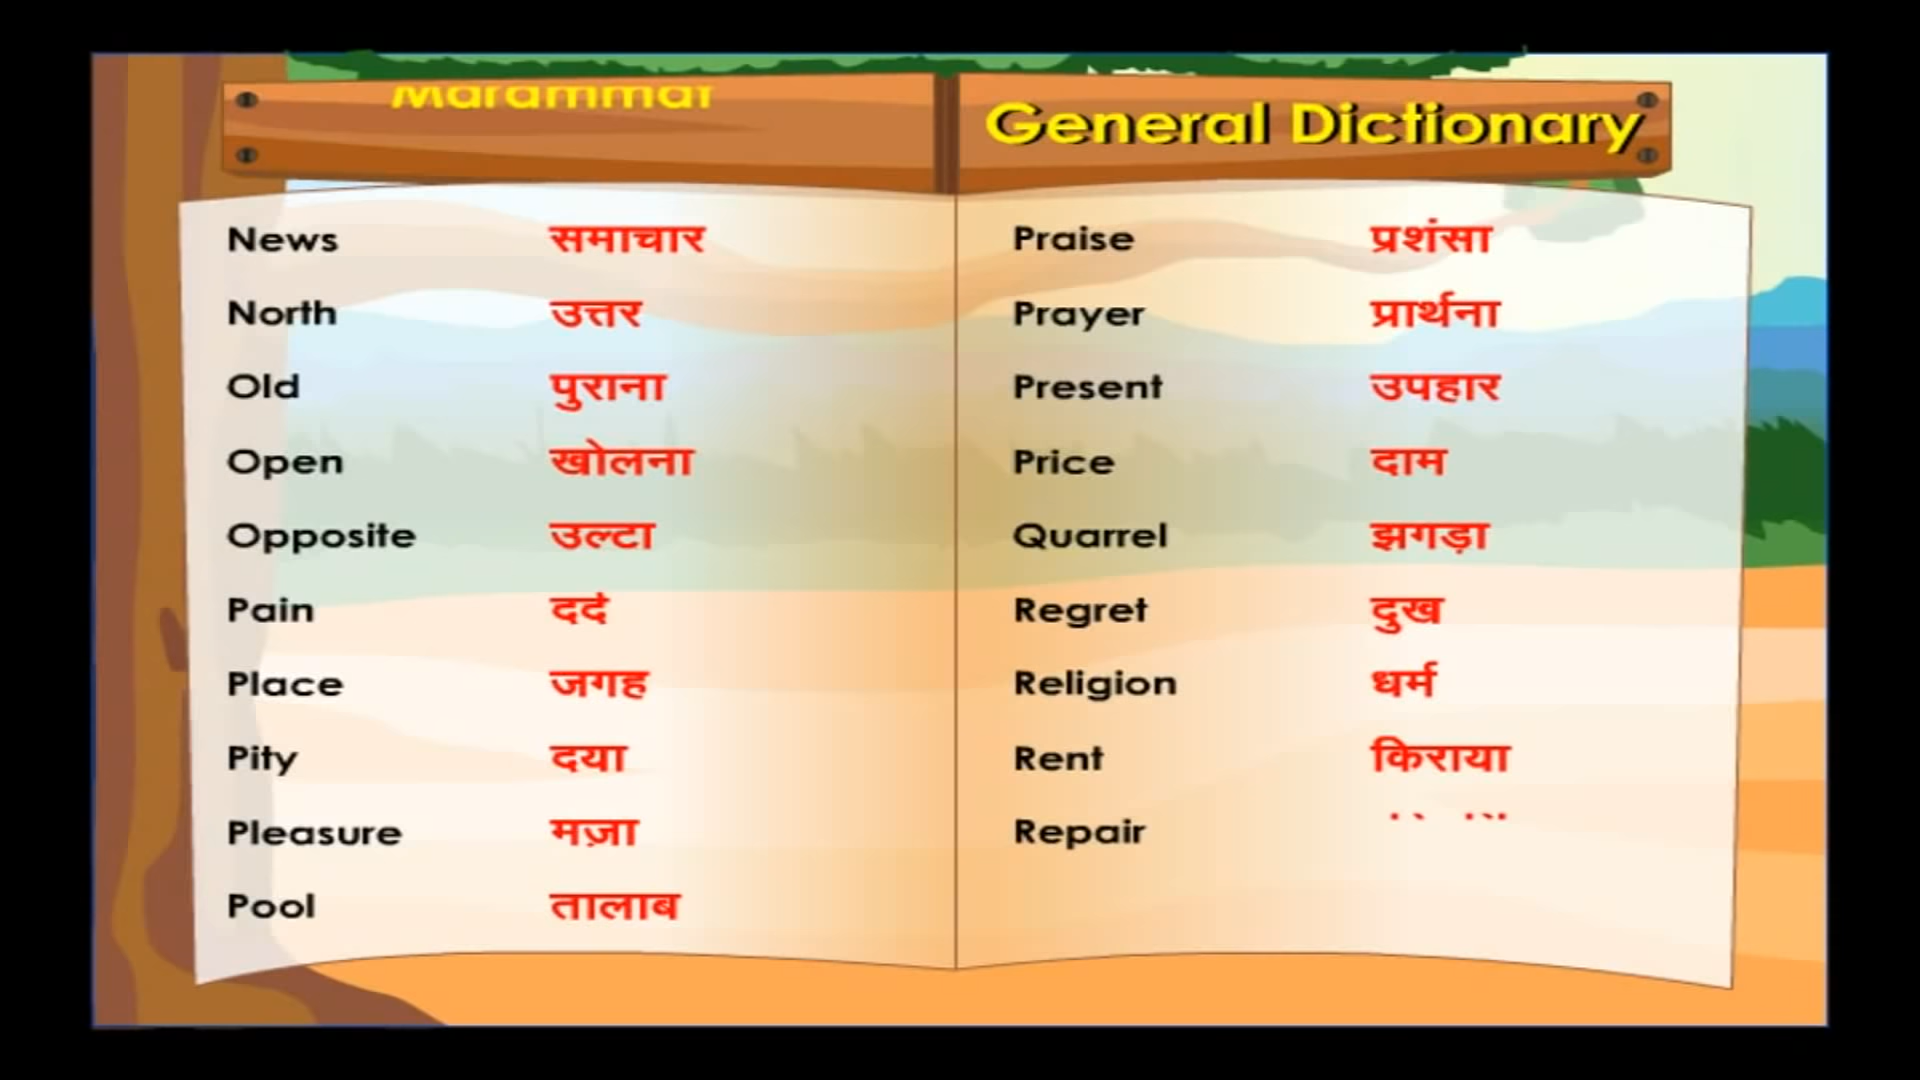 Marammat
General Dictionary
News समाचार
North उत्तर
Old पुराना
Open खोलना
Opposite उल्टा
Pain दर्द
Place जगह
Pity दया
Pleasure मज़ा
Pool तालाब
Praise प्रशंसा
Prayer प्रार्थना
Present उपहार
Price दाम
Quarrel झगड़ा
Regret दुख
Religion धर्म
Rent किराया
Repair